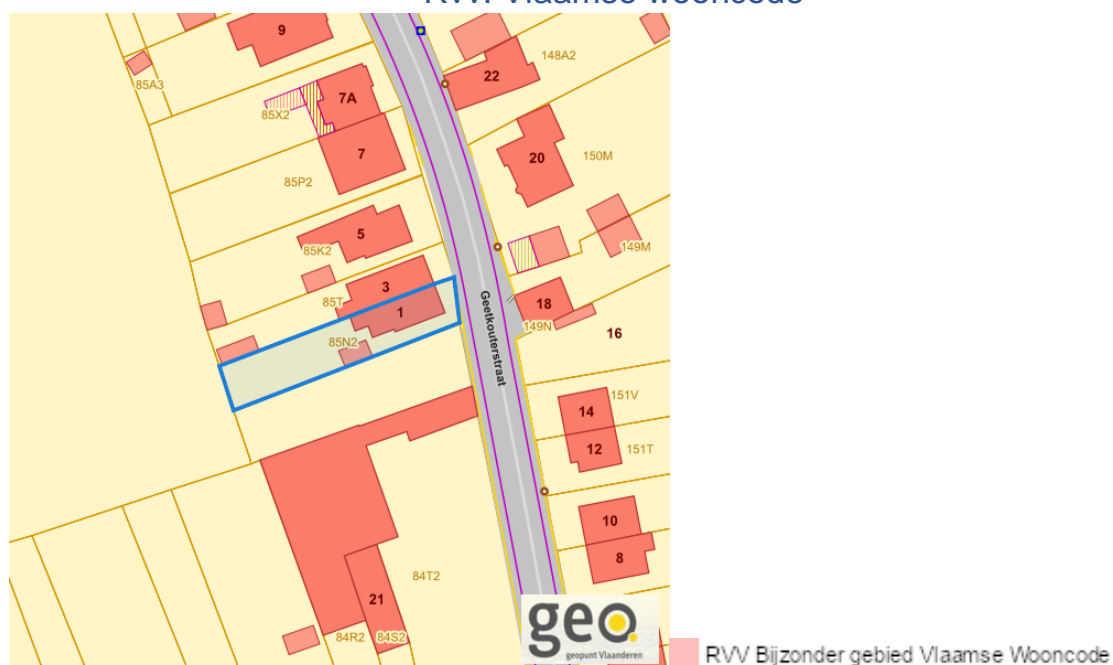 RVV: Vlaamse wooncode
9
85A3
22
148A2
7A
85X2
7
20
150M
85P2
5
85K2
149M
3
85T
1
18
149N
16
85N2
Geetkouterstraat
14
151V
12
151T
10
8
84T2
21
84R2
84S2
geo
geopunt Vlaanderen
RVV Bijzonder gebied Vlaamse Wooncode